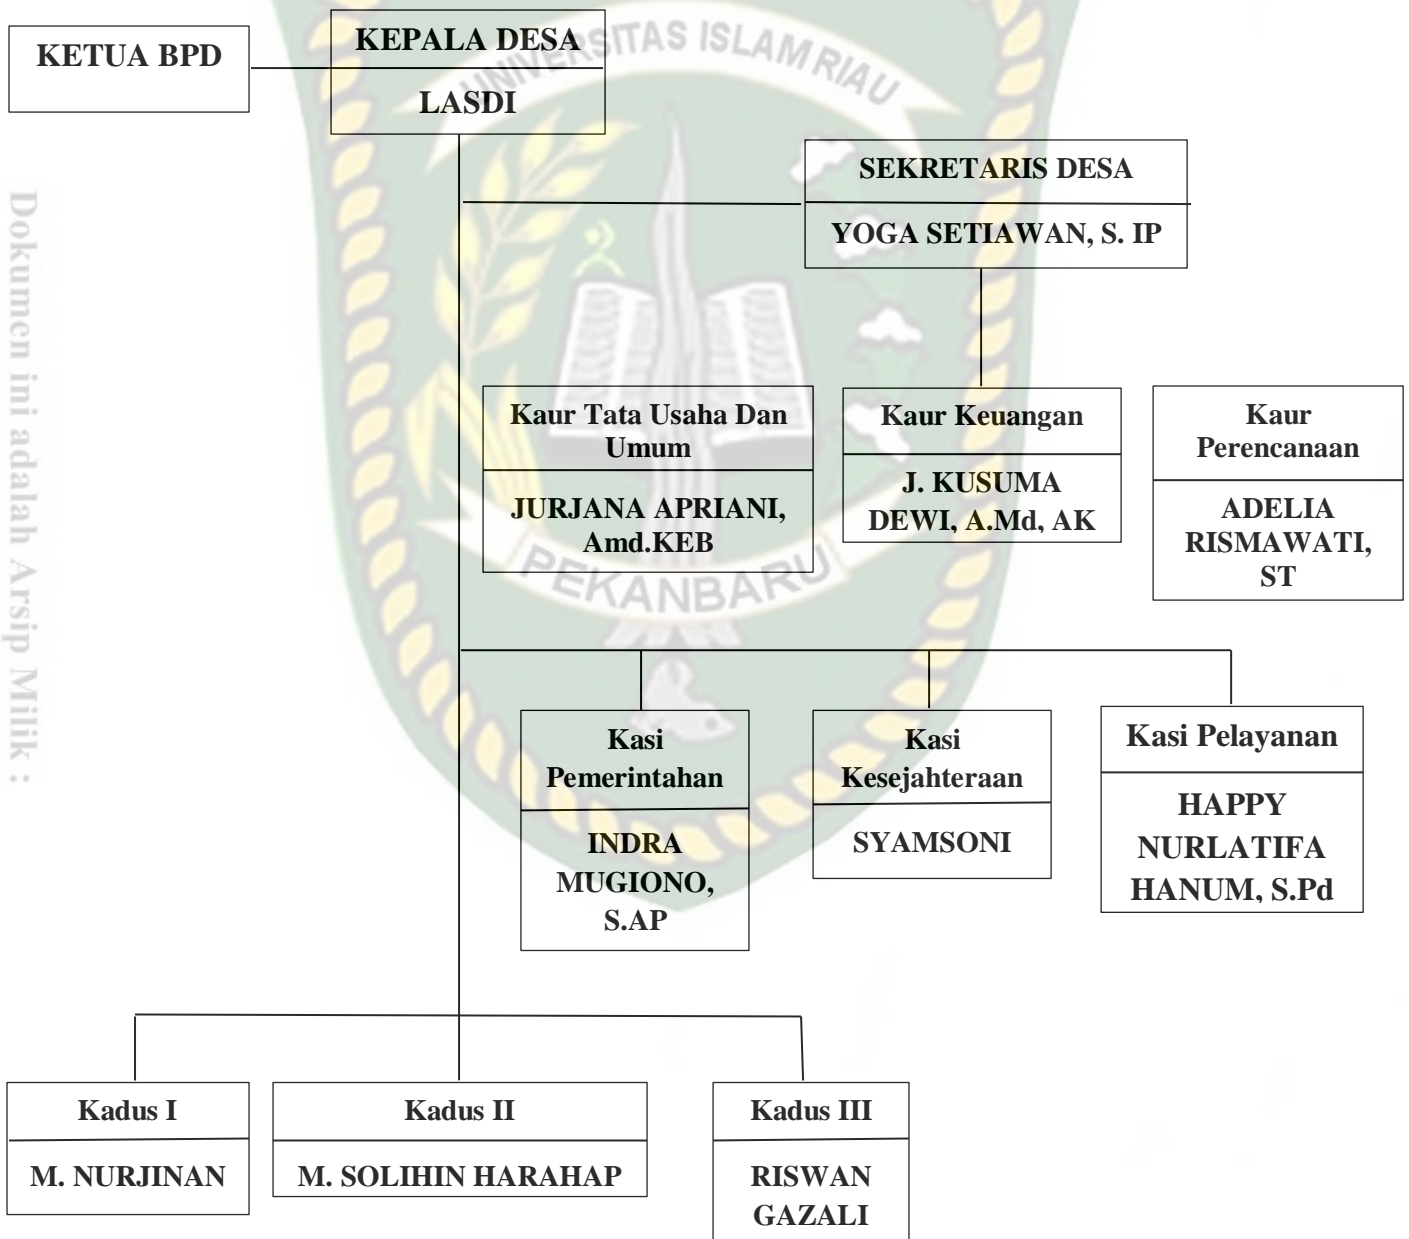 KETUA BPD
KEPALA DESA
LASDI
UNIVERSITAS ISLAM RIAU
SEKRETARIS DESA
YOGA SETIAWAN, S. IP
Dokumen ini adalah Arsip Milik :
Kaur Tata Usaha Dan
Umum
JURJANA APRIANI,
Amd.KEB
Kaur Keuangan
J. KUSUMA
DEWI, A.Md, AK
Kaur
Perencanaan
ADELIA
RISMAWATI,
ST
PEKANBARU
Kasi
Pemerintahan
INDRA
MUGIONO,
S.AP
Kasi
Kesejahteraan
SYAMSONI
Kasi Pelayanan
HAPPY
NURLATIFA
HANUM, S.Pd
Kadus I
M. NURJINAN
Kadus II
M. SOLIHIN HARAHAP
Kadus III
RISWAN
GAZALI